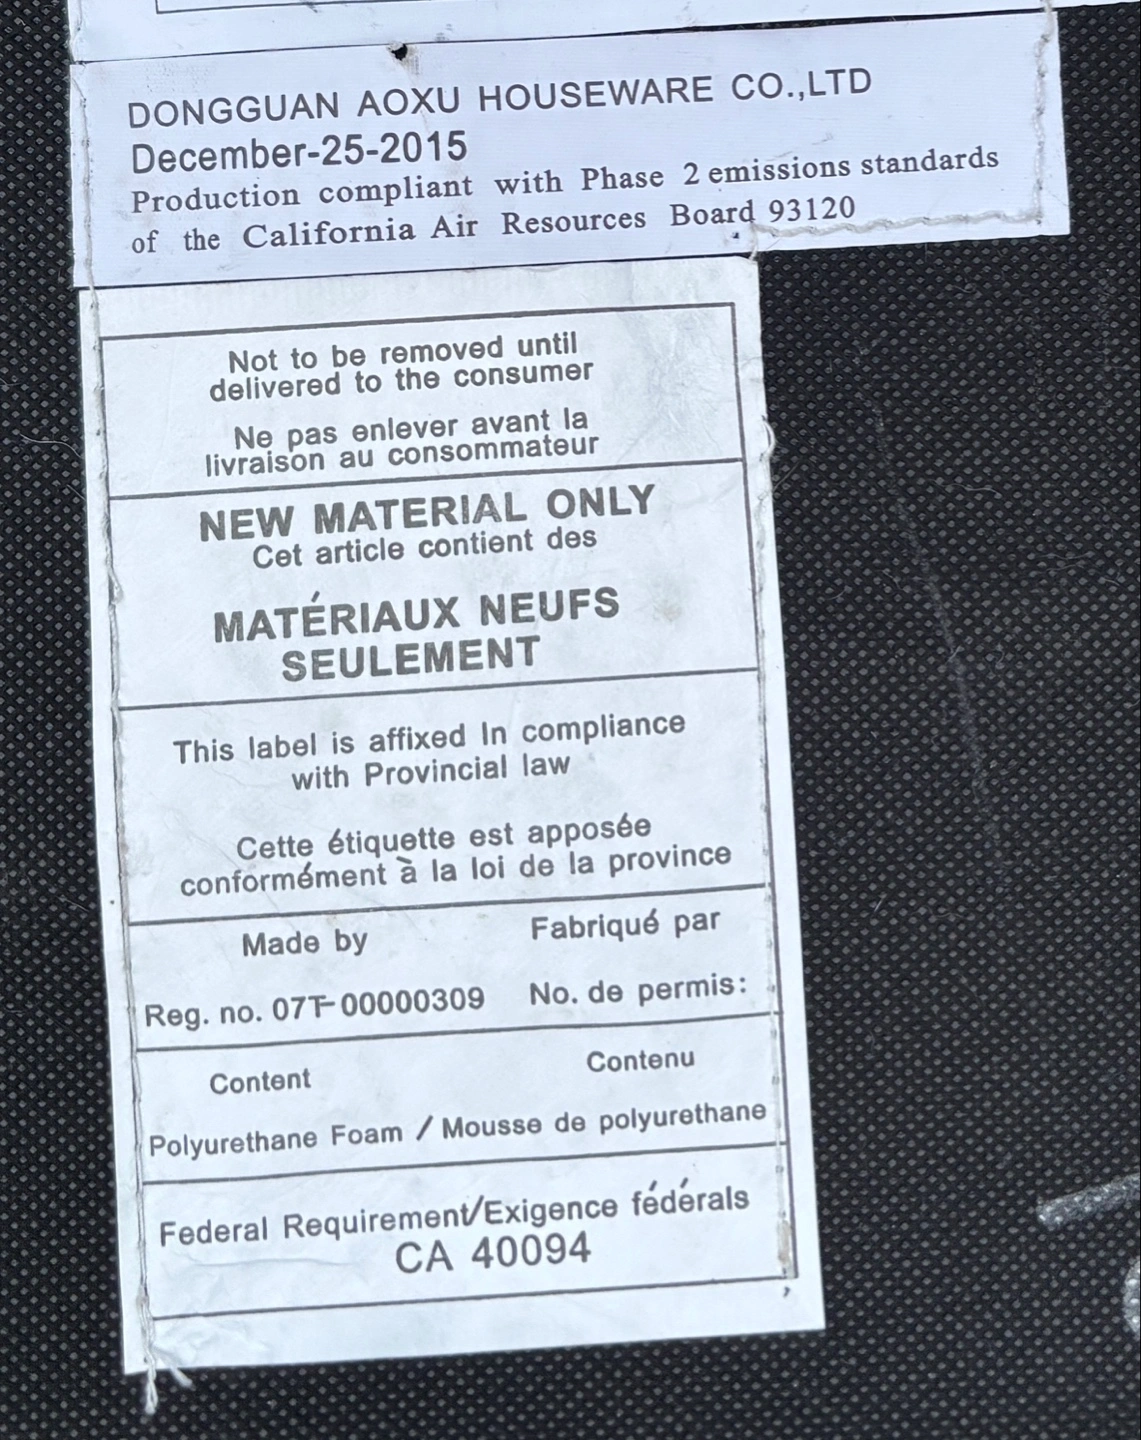 DONGGUAN AOXU HOUSEWARE CO.,LTD
December-25-2015
Production compliant with Phase 2 emissions standards
of the California Air Resources Board 93120
Not to be removed until
delivered to the consumer
Ne pas enlever avant la
livraison au consommateur
NEW MATERIAL ONLY
Cet article contient des
MATÉRIAUX NEUFS
SEULEMENT
This label is affixed In compliance
with Provincial law
Cette étiquette est apposée
conformément à la loi de la province
Made by Fabriqué par
Reg. no. 07T-00000309 No. de permis:
Content Contenu
Polyurethane Foam / Mousse de polyurethane
Federal Requirement/Exigence fédérals
CA 40094